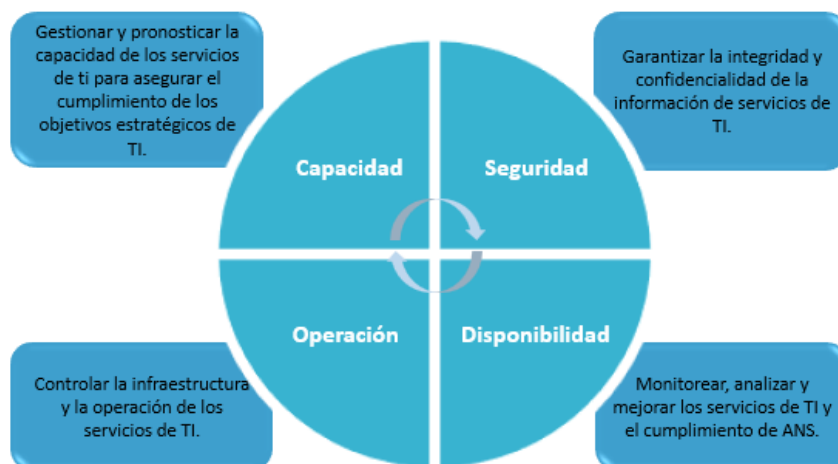 Gestionar y pronosticar la
capacidad de los servicios
de ti para asegurar el
cumplimiento de los
objetivos estratégicos de
TI.
Garantizar la integridad y
confidencialidad de la
información de servicios de
TI.
Capacidad
Seguridad
Operación
Disponibilidad
Controlar la infraestructura
y la operación de los
servicios de TI.
Monitorear, analizar y
mejorar los servicios de TI y
el cumplimiento de ANS.